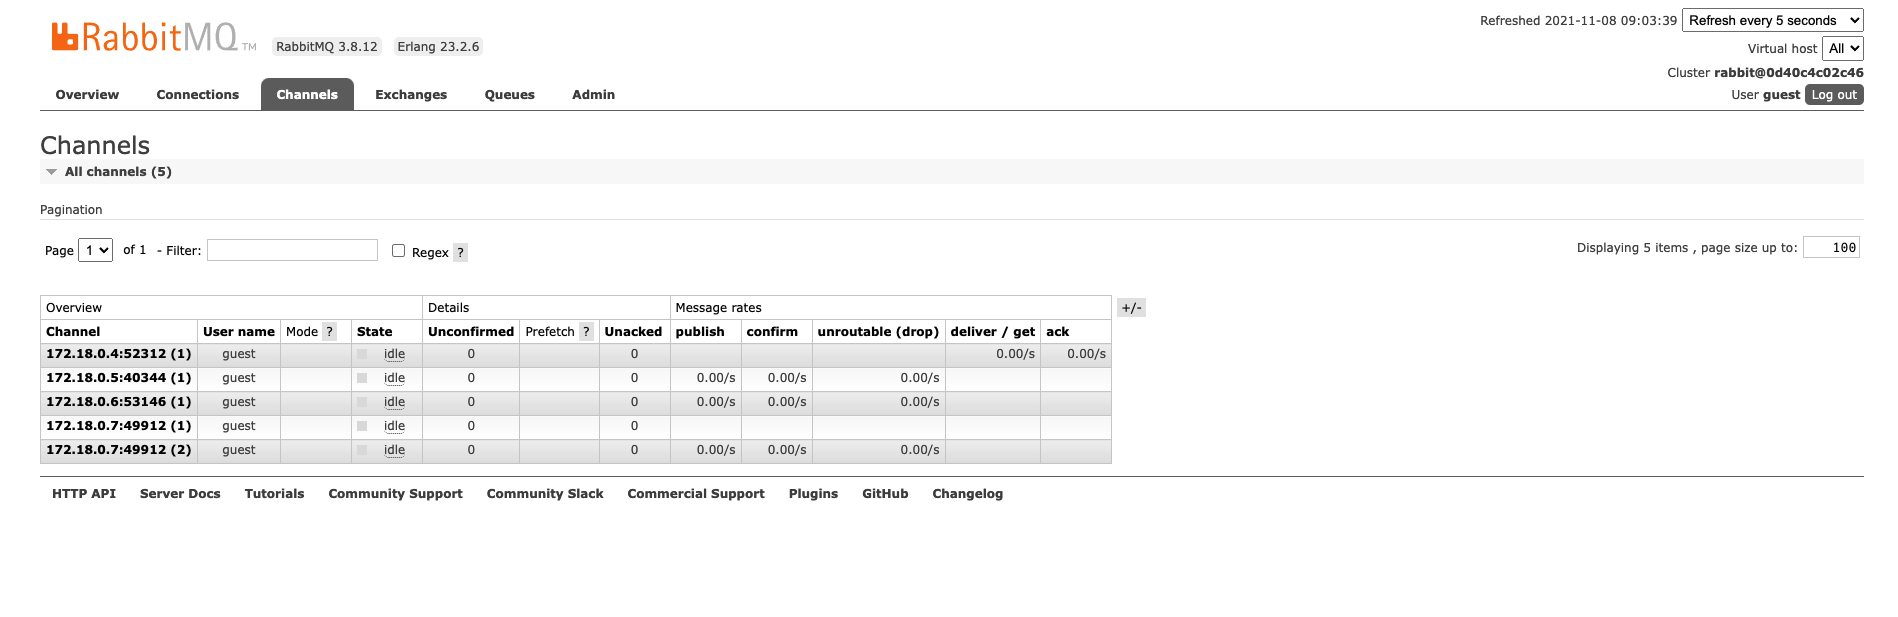 RabbitMQ TM RabbitMQ 3.8.12 Erlang 23.2.6
Refreshed 2021-11-08 09:03:39 Refresh every 5 seconds
Virtual host All
Cluster rabbit@0d40c4c02c46
User guest Log out
Overview Connections Channels Exchanges Queues Admin
Channels
All channels (5)
Pagination
Page 1 of 1 - Filter: Regex ? Displaying 5 items , page size up to: 100
Overview Details Message rates +/-
Channel User name Mode ? State Unconfirmed Prefetch ? Unacked publish confirm unroutable (drop) deliver / get ack
172.18.0.4:52312 (1) guest idle 0 0 0.00/s 0.00/s
172.18.0.5:40344 (1) guest idle 0 0 0.00/s 0.00/s 0.00/s
172.18.0.6:53146 (1) guest idle 0 0 0.00/s 0.00/s 0.00/s
172.18.0.7:49912 (1) guest idle 0 0
172.18.0.7:49912 (2) guest idle 0 0 0.00/s 0.00/s 0.00/s
HTTP API Server Docs Tutorials Community Support Community Slack Commercial Support Plugins GitHub Changelog